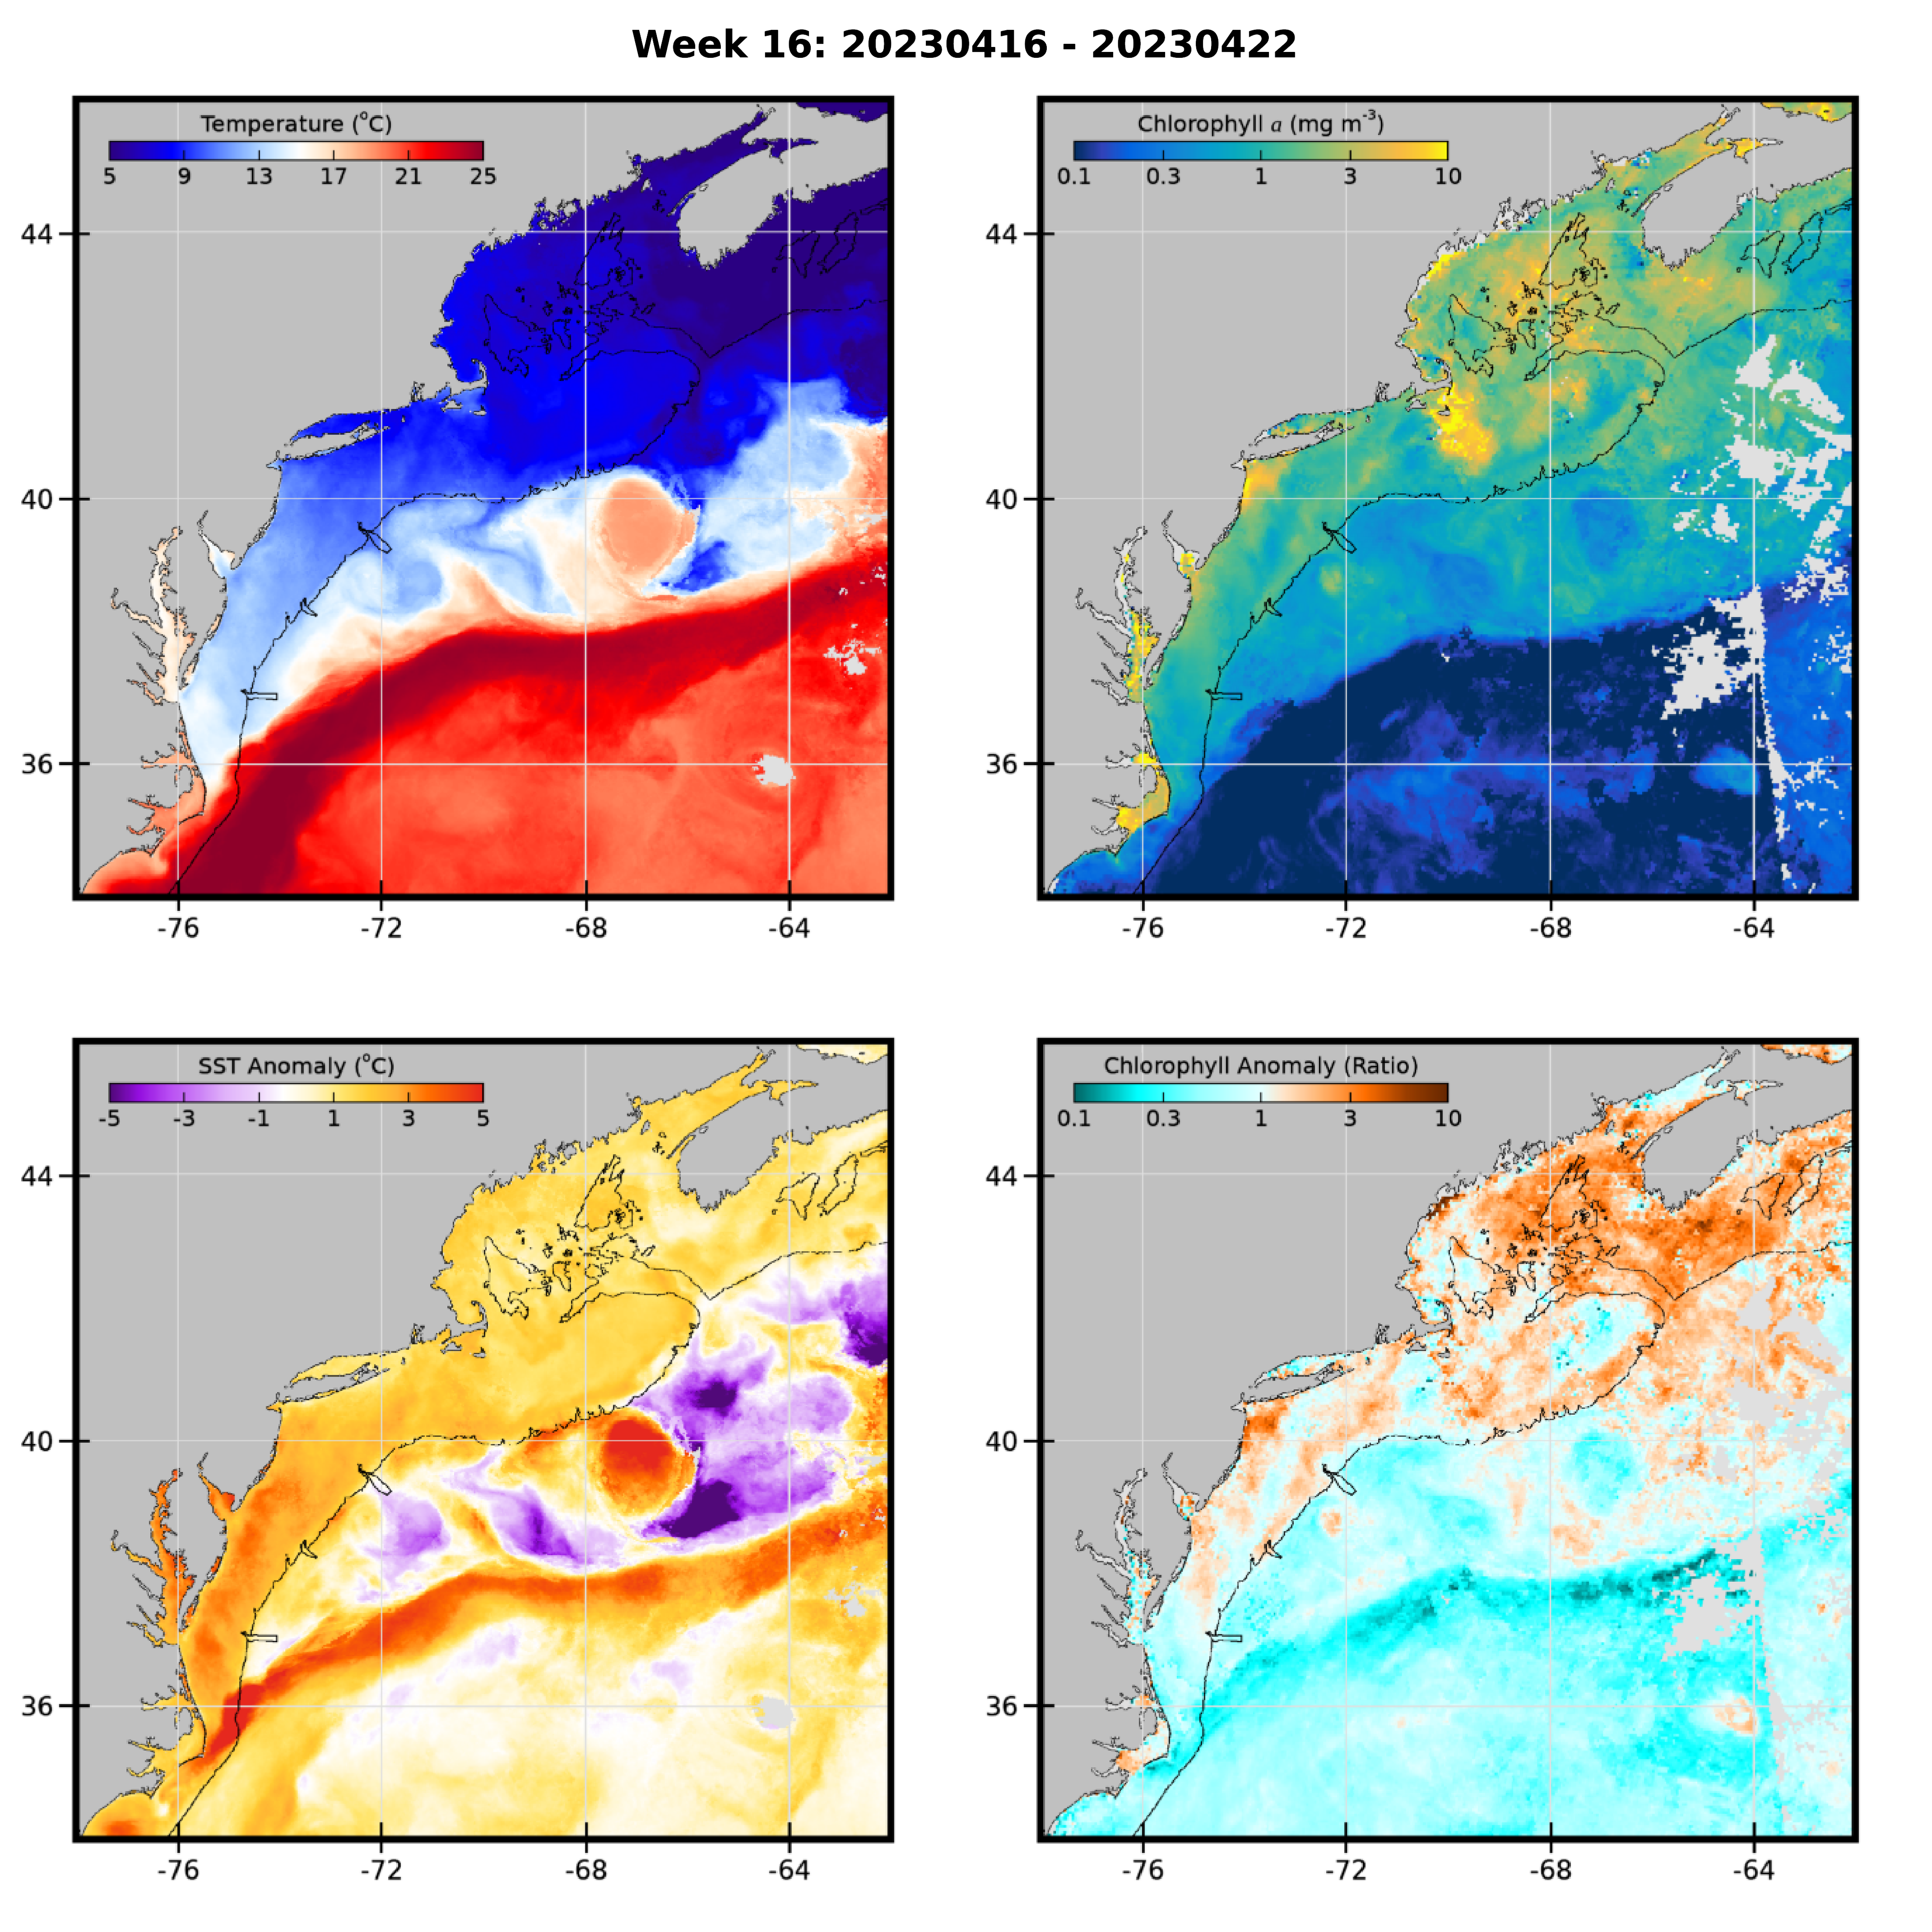 Week 16: 20230416 - 20230422
Temperature (°C)
5 9 13 17 21 25
44
40
36
-76 -72 -68 -64
Chlorophyll a (mg m⁻³)
0.1 0.3 1 3 10
44
40
36
-76 -72 -68 -64
SST Anomaly (°C)
-5 -3 -1 1 3 5
44
40
36
-76 -72 -68 -64
Chlorophyll Anomaly (Ratio)
0.1 0.3 1 3 10
44
40
36
-76 -72 -68 -64